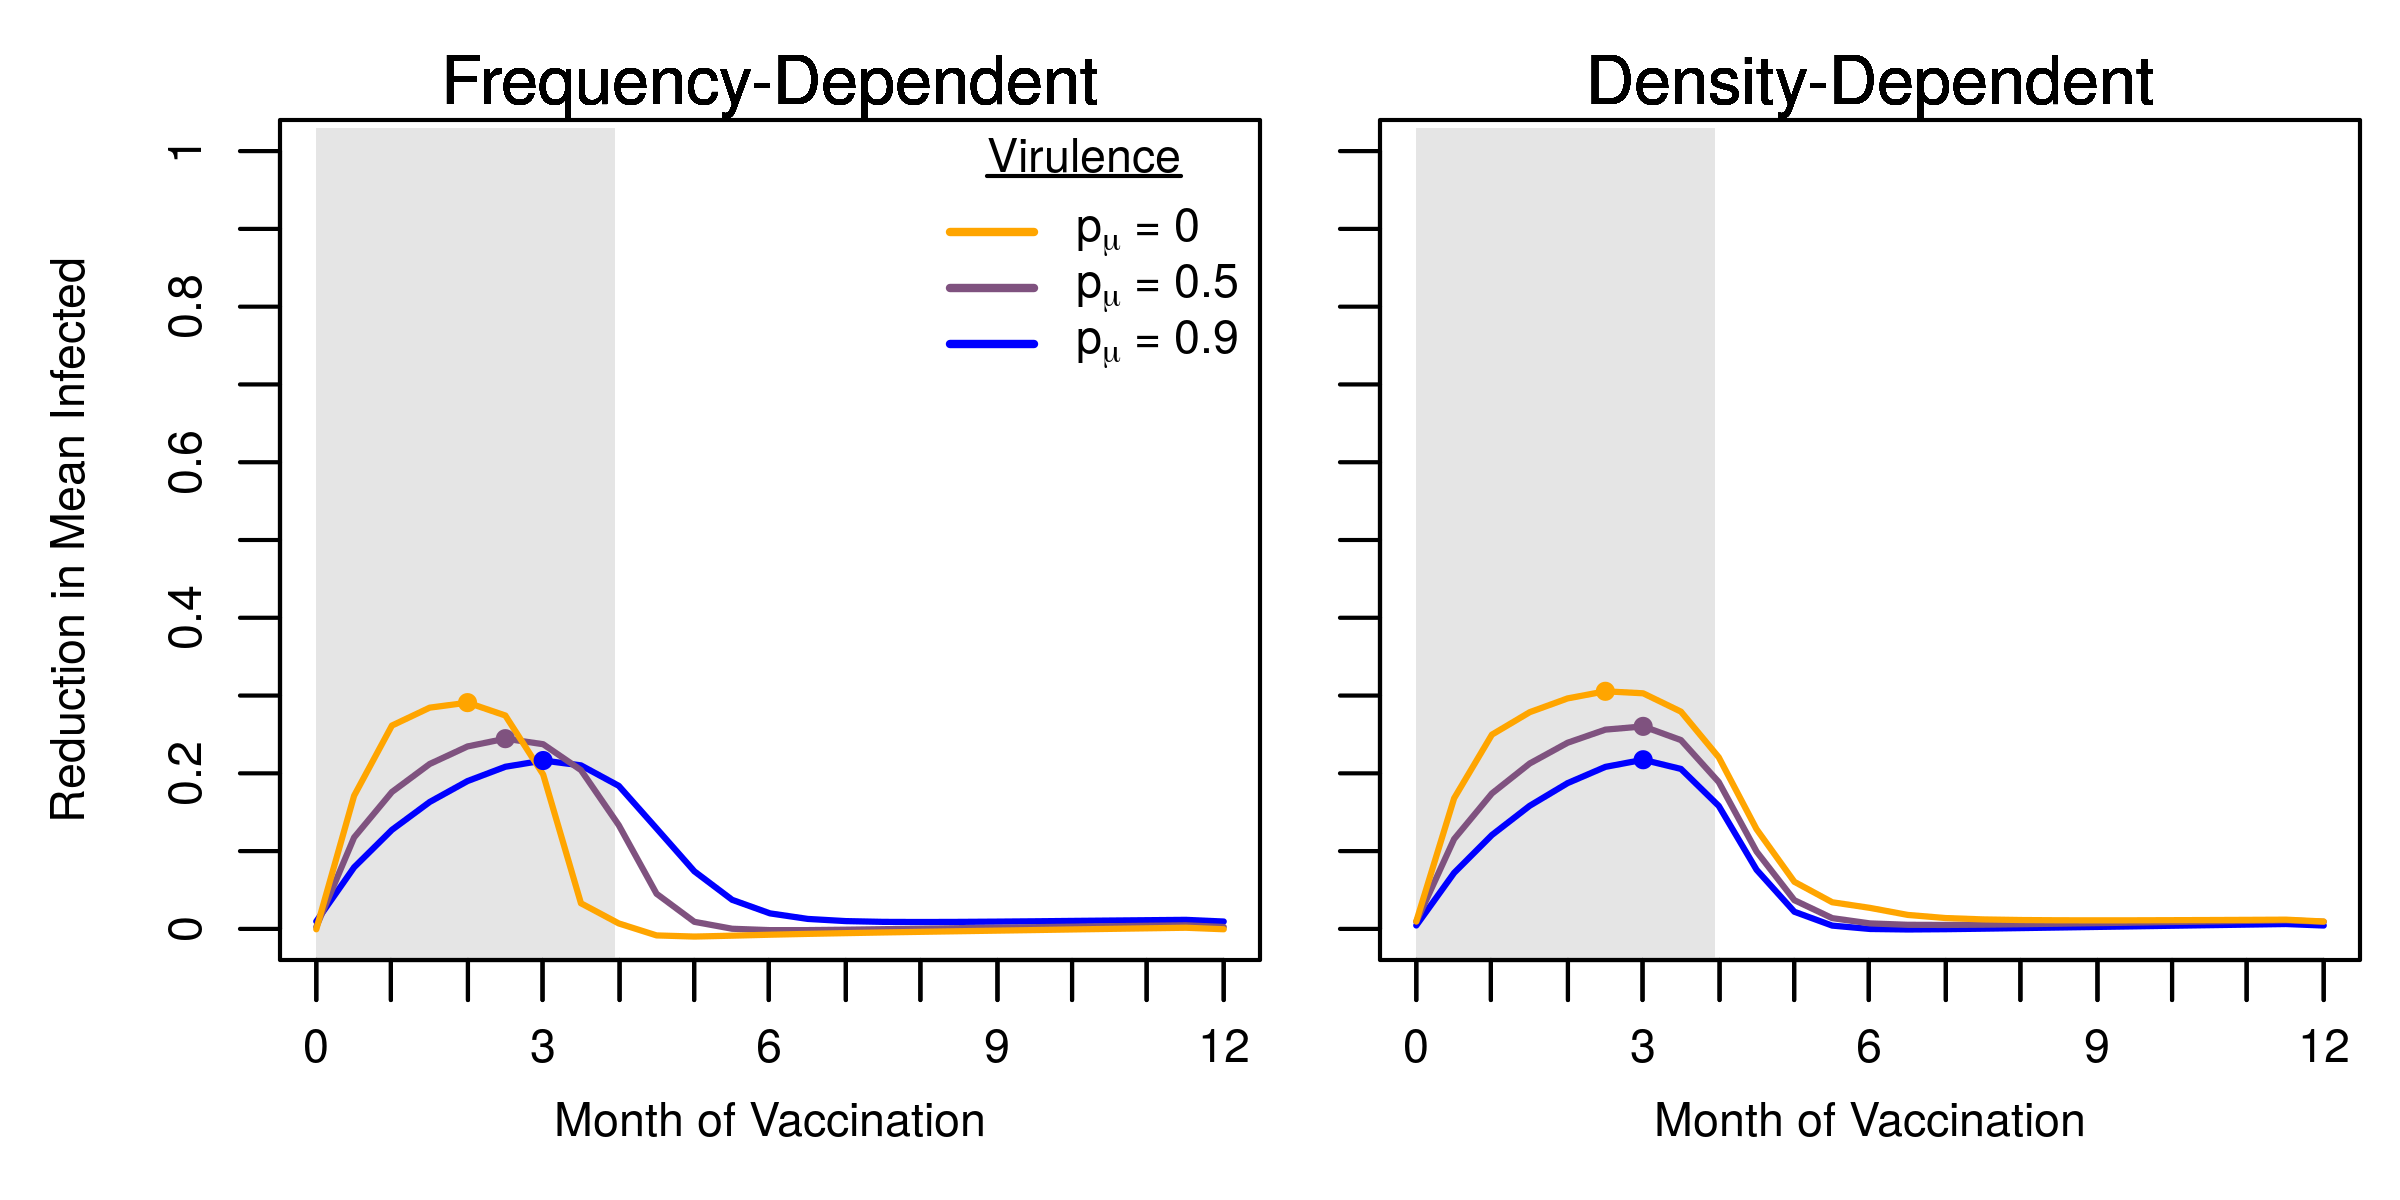 Frequency-Dependent
Density-Dependent
Virulence
pμ = 0
pμ = 0.5
pμ = 0.9
Reduction in Mean Infected
1
0.8
0.6
0.4
0.2
0
0 3 6 9 12
0 3 6 9 12
Month of Vaccination
Month of Vaccination